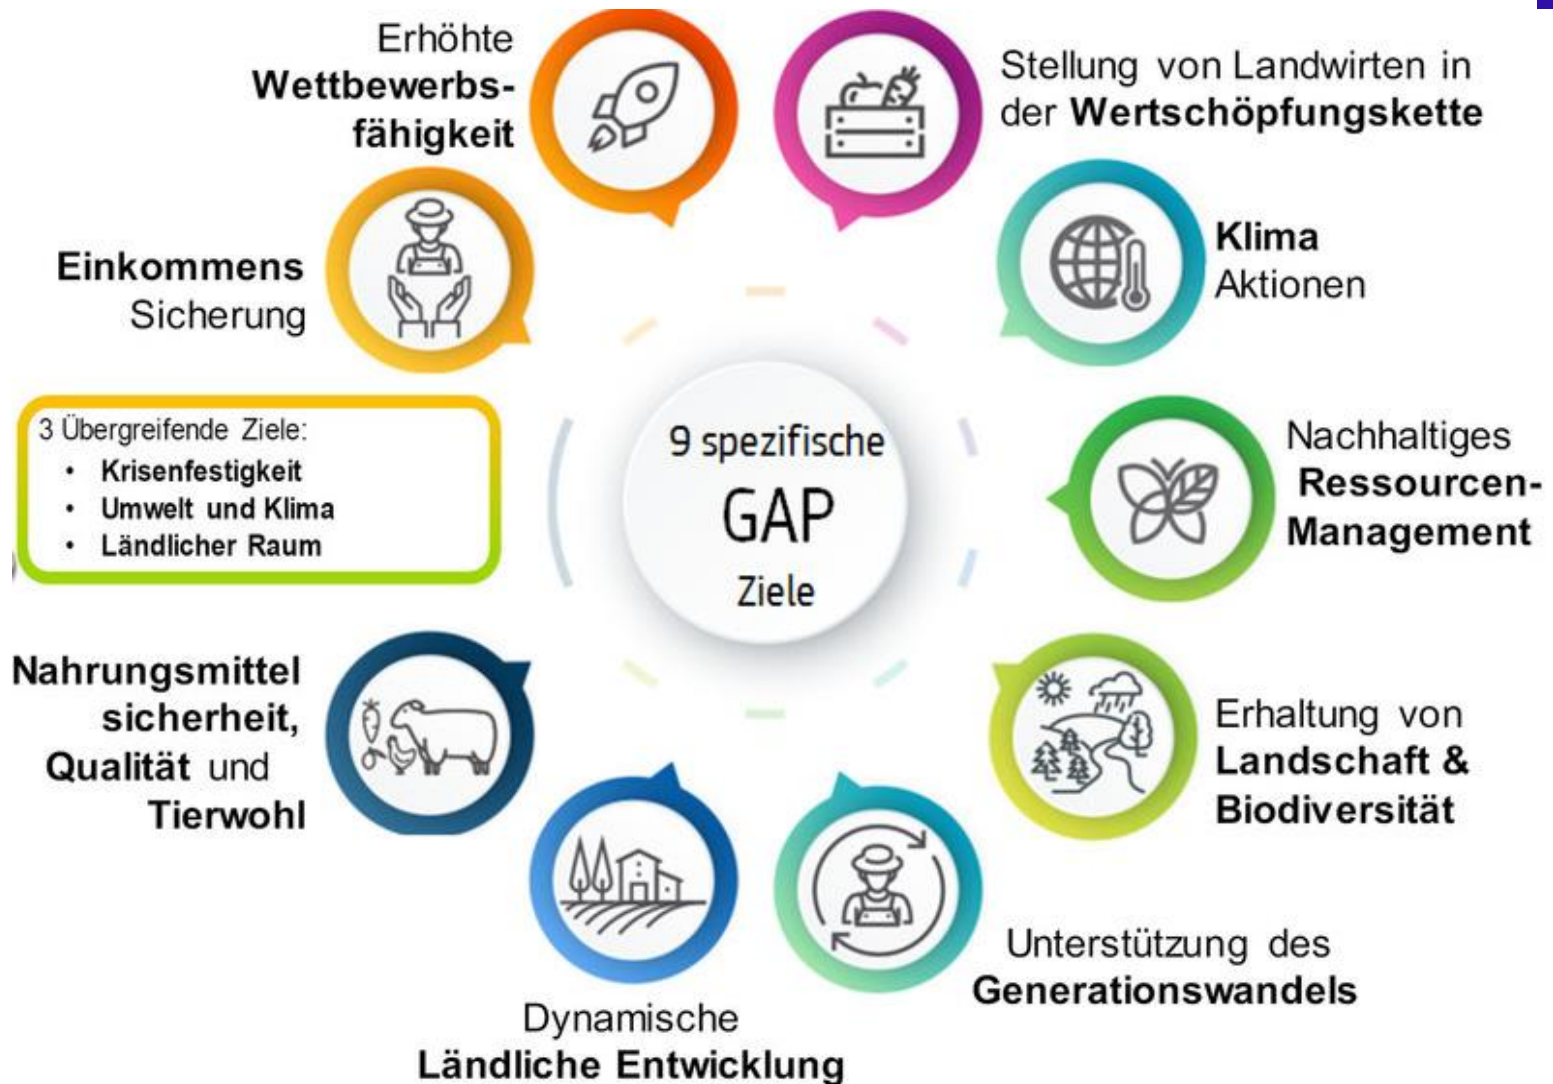 Erhöhte
Wettbewerbs-
fähigkeit
Stellung von Landwirten in
der Wertschöpfungskette
Einkommens
Sicherung
Klima
Aktionen
3 Übergreifende Ziele:
• Krisenfestigkeit
• Umwelt und Klima
• Ländlicher Raum
9 spezifische
GAP
Ziele
Nachhaltiges
Ressourcen-
Management
Nahrungsmittel
sicherheit,
Qualität und
Tierwohl
Erhaltung von
Landschaft &
Biodiversität
Unterstützung des
Generationswandels
Dynamische
Ländliche Entwicklung